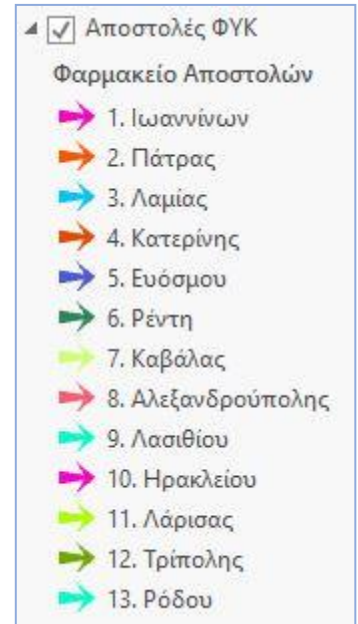 Αποστολές ΦΥΚ
Φαρμακείο Αποστολών
1. Ιωαννίνων
2. Πάτρας
3. Λαμίας
4. Κατερίνης
5. Ευόσμου
6. Ρέντη
7. Καβάλας
8. Αλεξανδρούπολης
9. Λασιθίου
10. Ηρακλείου
11. Λάρισας
12. Τρίπολης
13. Ρόδου